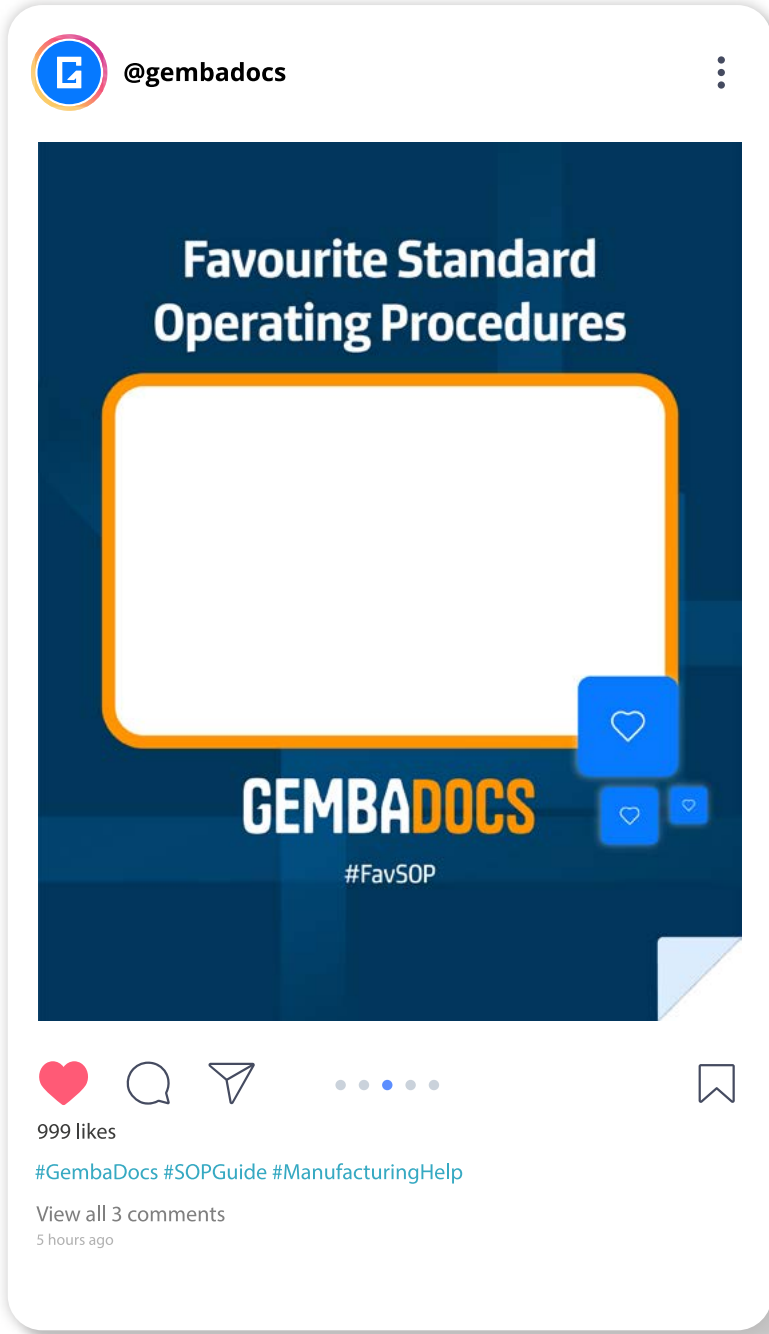 @gembadocs
Favourite Standard
Operating Procedures
GEMBADOCS
#FavSOP
999 likes
#GembaDocs #SOPGuide #ManufacturingHelp
View all 3 comments
5 hours ago